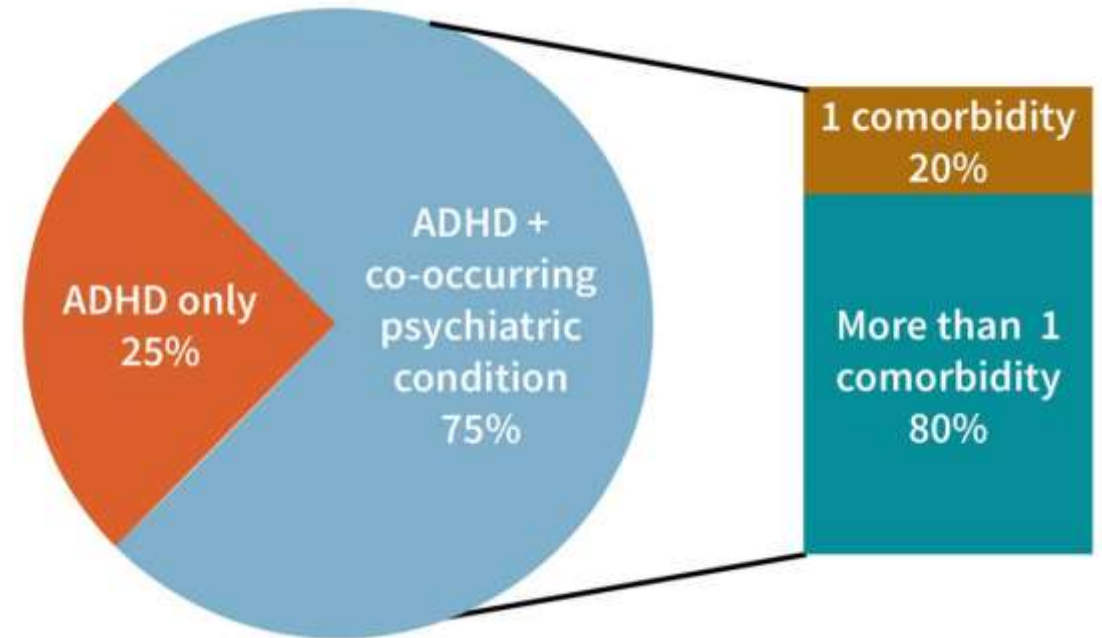 ADHD only
25%
ADHD +
co-occurring
psychiatric
condition
75%
1 comorbidity
20%
More than 1
comorbidity
80%